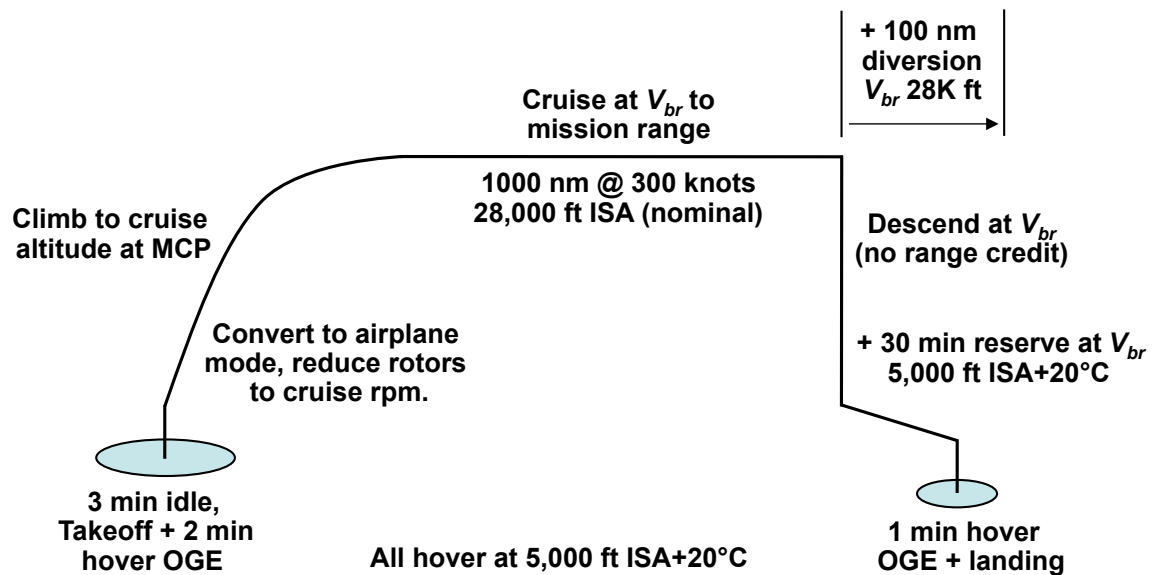 + 100 nm
diversion
V_br 28K ft
Cruise at V_br to
mission range
1000 nm @ 300 knots
28,000 ft ISA (nominal)
Climb to cruise
altitude at MCP
Descend at V_br
(no range credit)
Convert to airplane
mode, reduce rotors
to cruise rpm.
+ 30 min reserve at V_br
5,000 ft ISA+20°C
3 min idle,
Takeoff + 2 min
hover OGE
All hover at 5,000 ft ISA+20°C
1 min hover
OGE + landing